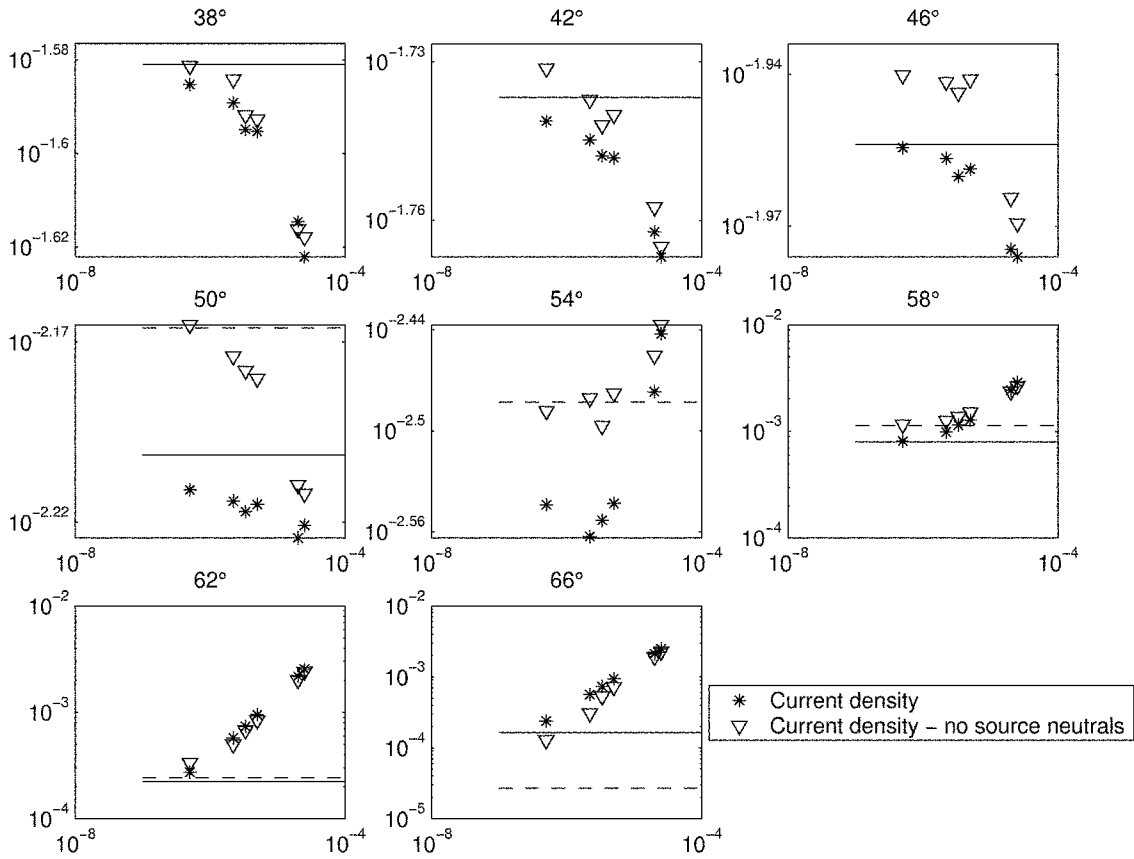 38° 42° 46°
10^−1.58 10^−1.73 10^−1.94
10^−1.6
10^−1.62 10^−1.76 10^−1.97
10^−8 10^−4 10^−8 10^−4 10^−8 10^−4
50° 54° 58°
10^−2.17 10^−2.44 10^−2
10^−2.5 10^−3
10^−2.22 10^−2.56 10^−4
10^−8 10^−4 10^−8 10^−4 10^−8 10^−4
62° 66°
10^−2 10^−2
10^−3 10^−3
10^−4
10^−4 10^−5
10^−8 10^−4 10^−8 10^−4
Current density
Current density − no source neutrals